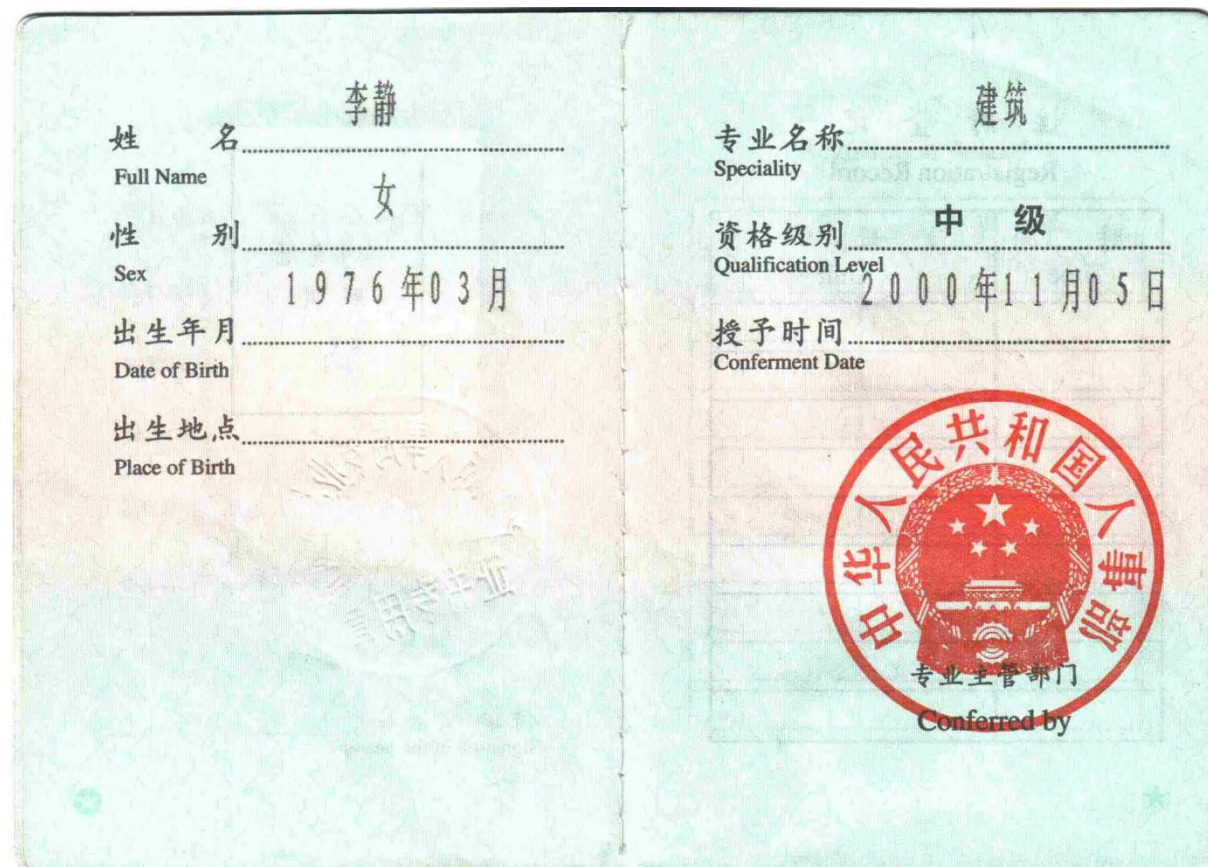 李静
姓 名
Full Name
女
性 别
Sex
1976年03月
出生年月
Date of Birth
出生地点
Place of Birth
建筑
专业名称
Speciality
中 级
资格级别
Qualification Level
2000年11月05日
授予时间
Conferment Date
中华人民共和国人事部
专业主管部门
Conferred by